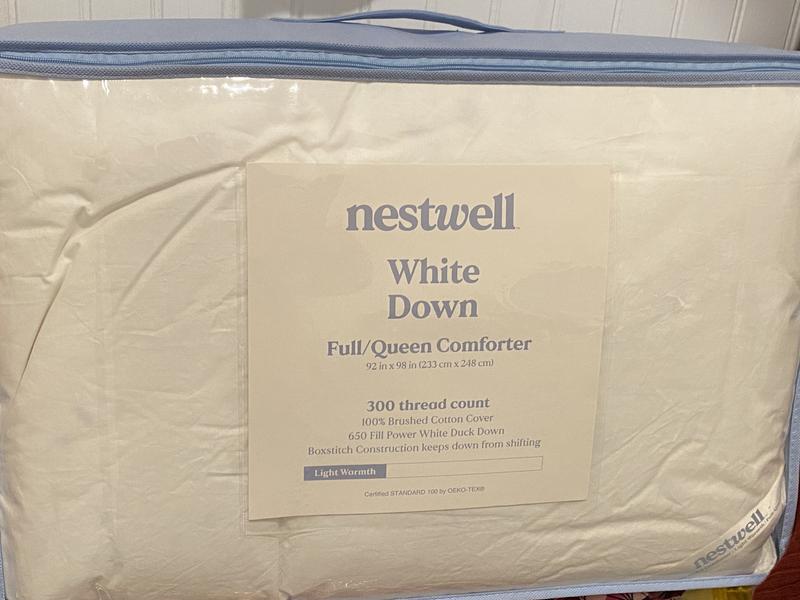 nestwell
White
Down
Full/Queen Comforter
92 in x 98 in (233 cm x 248 cm)
300 thread count
100% Brushed Cotton Cover
650 Fill Power White Duck Down
Boxstitch Construction keeps down from shifting
Light Warmth
Certified STANDARD 100 by OEKO-TEX®
nestwell